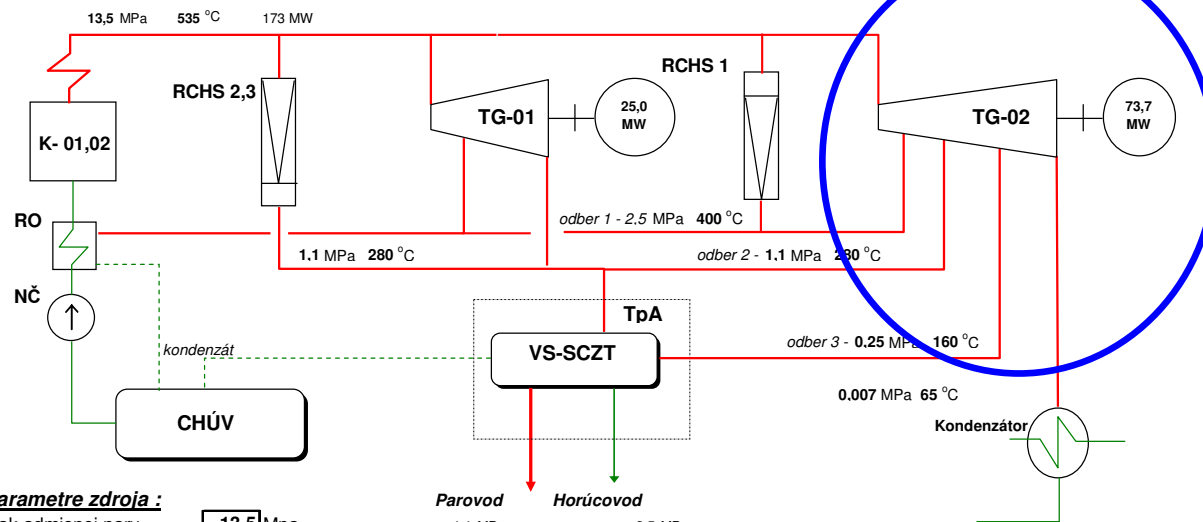 13,5 MPa 535 °C 173 MW
RCHS 1
RCHS 2,3
TG-01
25,0
MW
TG-02
73,7
MW
K- 01,02
RO
odber 1 - 2,5 MPa 400 °C
1,1 MPa 280 °C
odber 2 - 1,1 MPa 280 °C
NČ
TpA
kondenzát
VS-SCZT
odber 3 - 0,25 MPa 160 °C
0,007 MPa 65 °C
CHÚV
Kondenzátor
arametre zdroja :
Parovod Horúcovod
13,5 Mpa